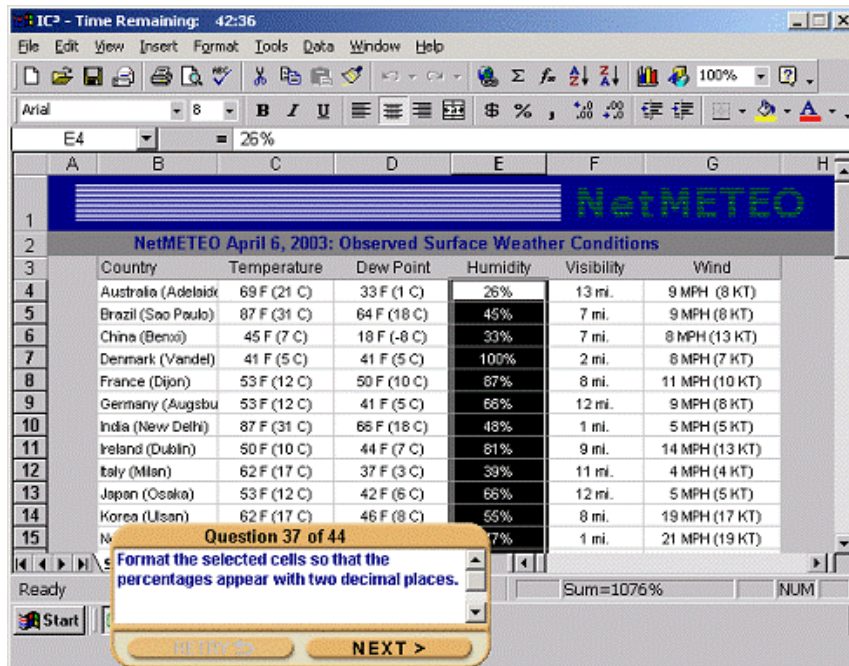 IC³ - Time Remaining: 42:36
File Edit View Insert Format Tools Data Window Help
100%
Arial 8 B I U $ % ,
E4 = 26%
A B C D E F G H
1 NetMETEO
2 NetMETEO April 6, 2003: Observed Surface Weather Conditions
3 Country Temperature Dew Point Humidity Visibility Wind
4 Australia (Adelaide 69 F (21 C) 33 F (1 C) 26% 13 mi. 9 MPH (8 KT)
5 Brazil (Sao Paulo) 87 F (31 C) 64 F (18 C) 45% 7 mi. 9 MPH (8 KT)
6 China (Benxi) 45 F (7 C) 18 F (-8 C) 33% 7 mi. 8 MPH (13 KT)
7 Denmark (Vandel) 41 F (5 C) 41 F (5 C) 100% 2 mi. 8 MPH (7 KT)
8 France (Dijon) 53 F (12 C) 50 F (10 C) 87% 8 mi. 11 MPH (10 KT)
9 Germany (Augsbu 53 F (12 C) 41 F (5 C) 66% 12 mi. 9 MPH (8 KT)
10 India (New Delhi) 87 F (31 C) 66 F (18 C) 48% 1 mi. 5 MPH (5 KT)
11 Ireland (Dublin) 50 F (10 C) 44 F (7 C) 81% 9 mi. 14 MPH (13 KT)
12 Italy (Milan) 62 F (17 C) 37 F (3 C) 39% 11 mi. 4 MPH (4 KT)
13 Japan (Osaka) 53 F (12 C) 42 F (6 C) 66% 12 mi. 5 MPH (5 KT)
14 Korea (Ulsan) 62 F (17 C) 46 F (8 C) 55% 8 mi. 19 MPH (17 KT)
15 1 mi. 21 MPH (19 KT)
Question 37 of 44
Format the selected cells so that the
percentages appear with two decimal places.
Ready Sum=1076% NUM
Start
NEXT >